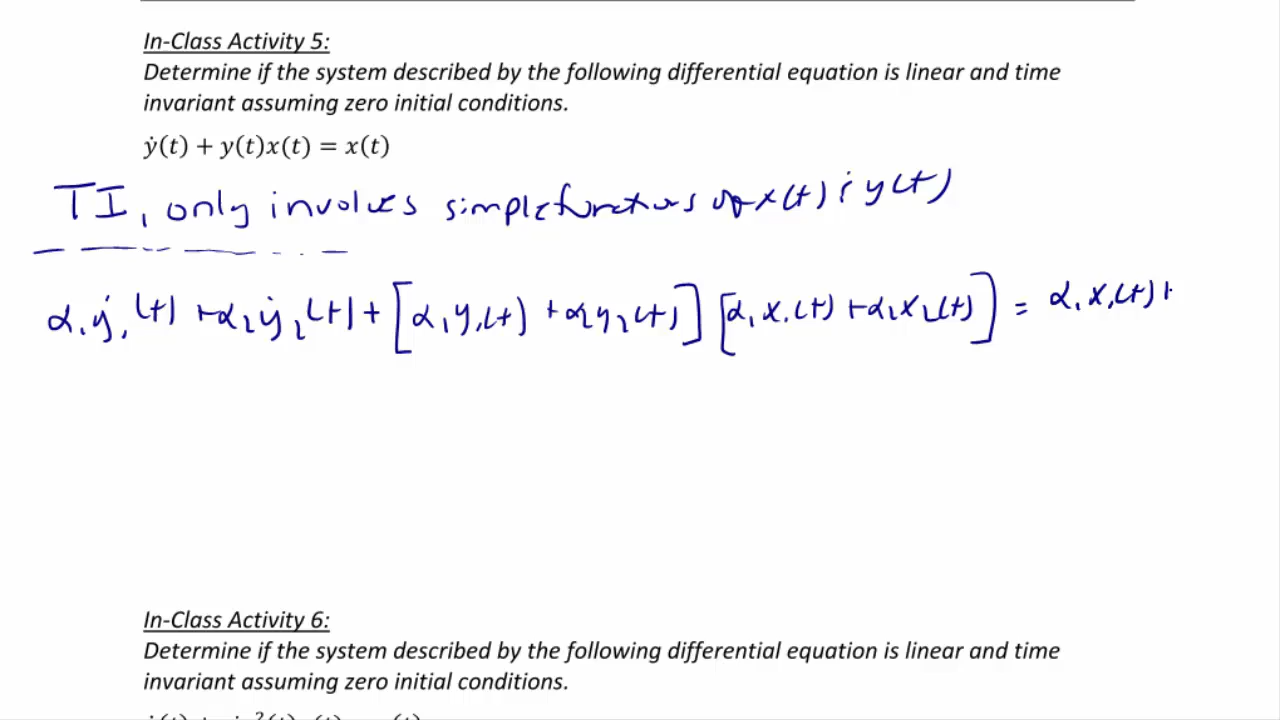 In-Class Activity 5:
Determine if the system described by the following differential equation is linear and time
invariant assuming zero initial conditions.
ẏ(t) + y(t)x(t) = x(t)
TI, only involves simple functions of x(t) & y(t)
α₁ẏ₁(t) + α₂ẏ₂(t) + [α₁y₁(t) + α₂y₂(t)] [α₁x₁(t) + α₂x₂(t)] = α₁x₁(t) +
In-Class Activity 6:
Determine if the system described by the following differential equation is linear and time
invariant assuming zero initial conditions.